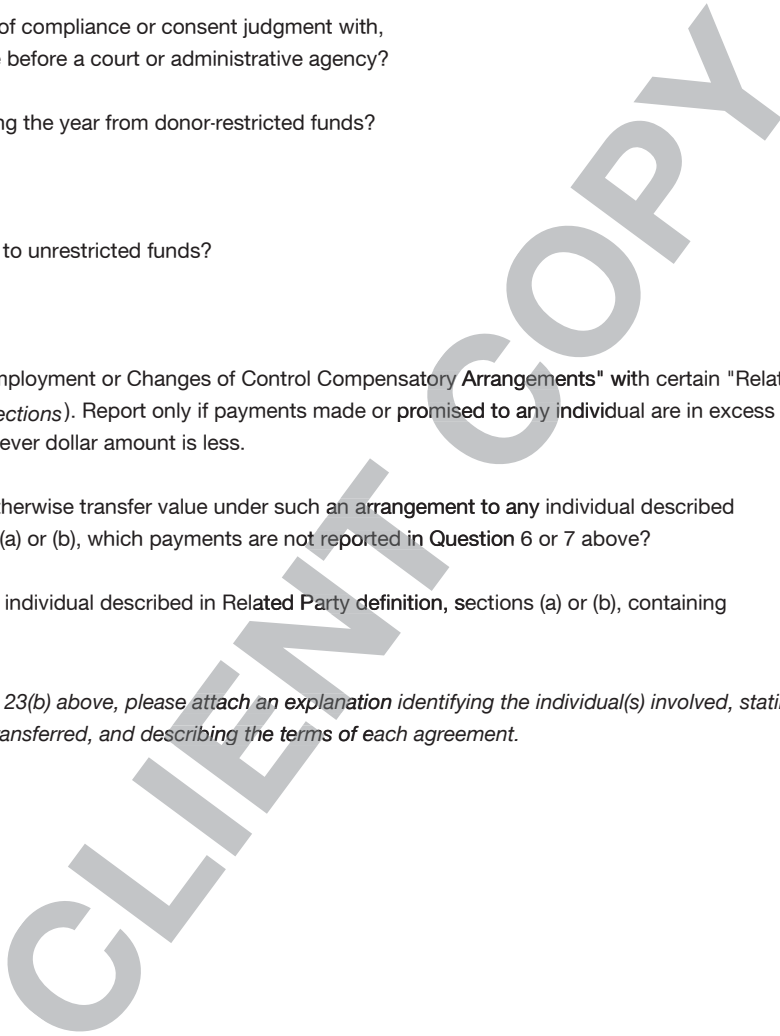 of compliance or consent judgment with,
before a court or administrative agency?
ng the year from donor-restricted funds?
to unrestricted funds?
mployment or Changes of Control Compensatory Arrangements" with certain "Relat
ections). Report only if payments made or promised to any individual are in excess
ever dollar amount is less.
therwise transfer value under such an arrangement to any individual described
(a) or (b), which payments are not reported in Question 6 or 7 above?
individual described in Related Party definition, sections (a) or (b), containing
23(b) above, please attach an explanation identifying the individual(s) involved, stati
ansferred, and describing the terms of each agreement.
CLIENT COPY